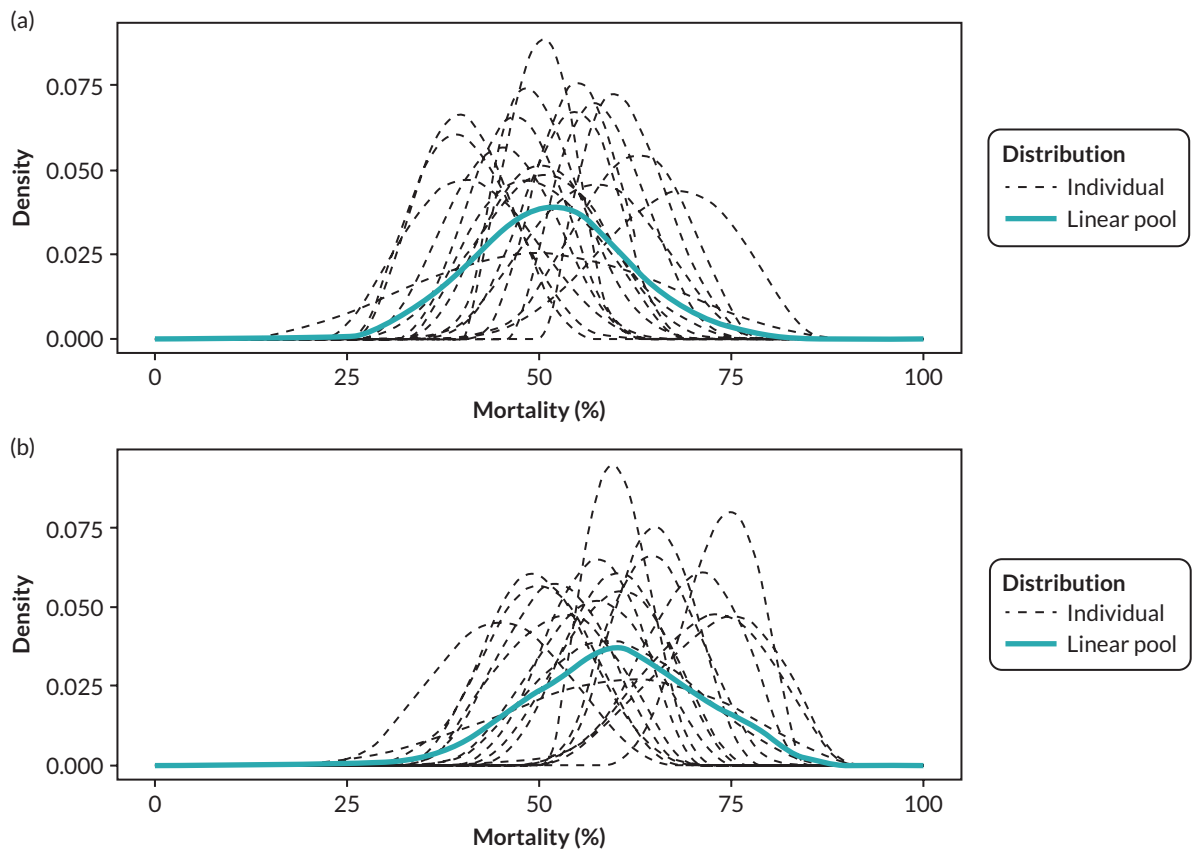 (a)
Density
0.075
0.050
0.025
0.000
0
25
50
75
100
Mortality (%)
Distribution
Individual
Linear pool
(b)
Density
0.075
0.050
0.025
0.000
0
25
50
75
100
Mortality (%)
Distribution
Individual
Linear pool